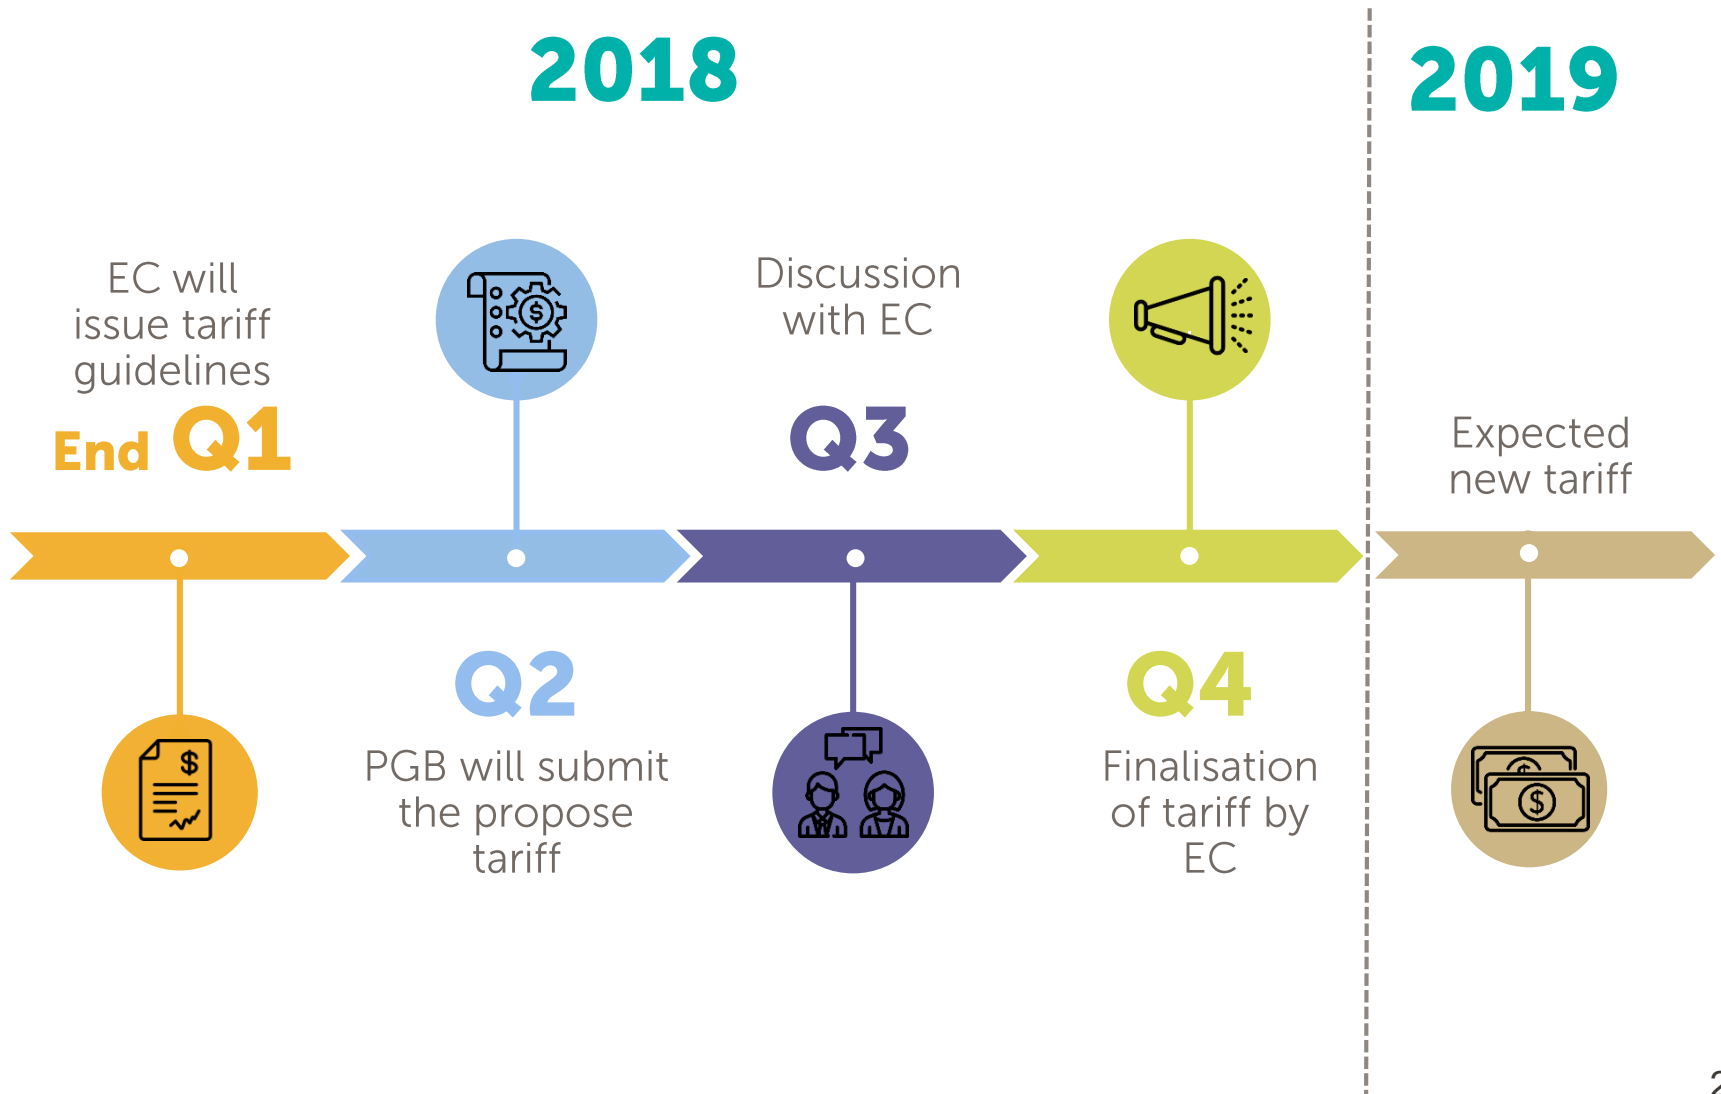 2018
2019
EC will
issue tariff
guidelines
End Q1
Q2
PGB will submit
the propose
tariff
Discussion
with EC
Q3
Q4
Finalisation
of tariff by
EC
Expected
new tariff